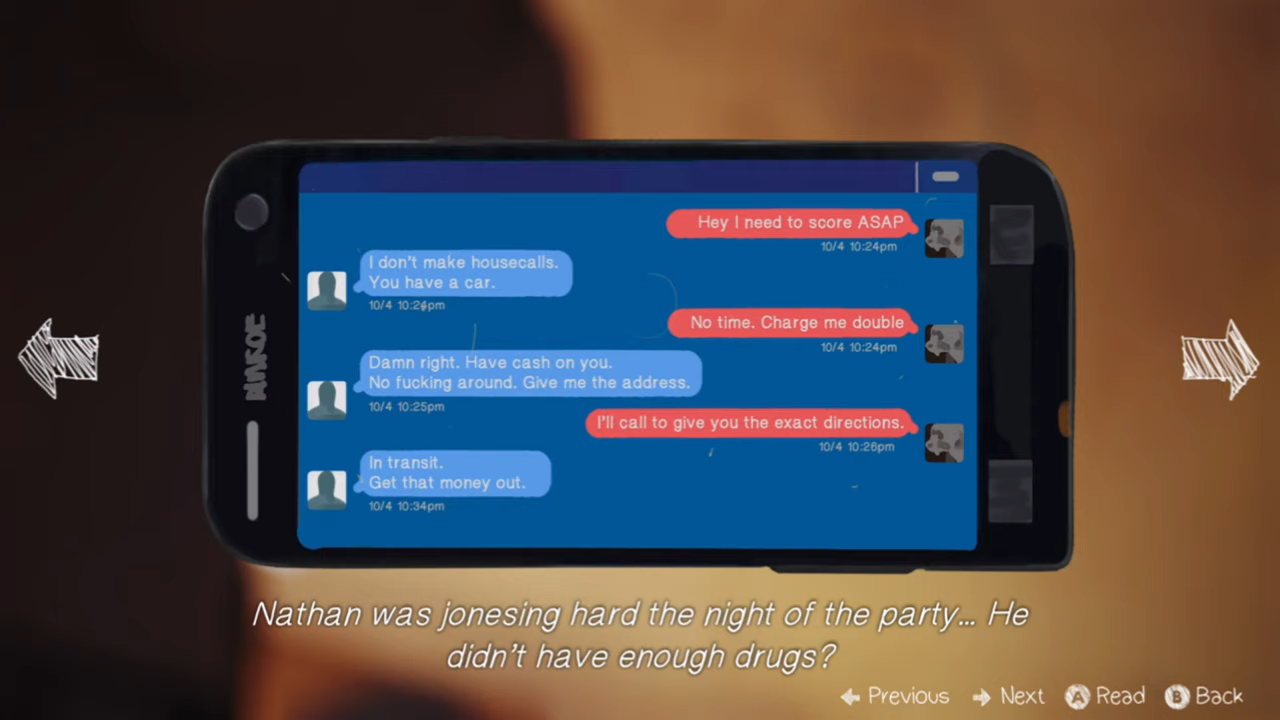 Hey I need to score ASAP
10/4 10:24pm
I don't make housecalls.
You have a car.
10/4 10:24pm
No time. Charge me double
10/4 10:24pm
Damn right. Have cash on you.
No fucking around. Give me the address.
10/4 10:25pm
I'll call to give you the exact directions.
10/4 10:26pm
In transit.
Get that money out.
10/4 10:34pm
Nathan was jonesing hard the night of the party... He
didn't have enough drugs?
Previous Next A Read B Back